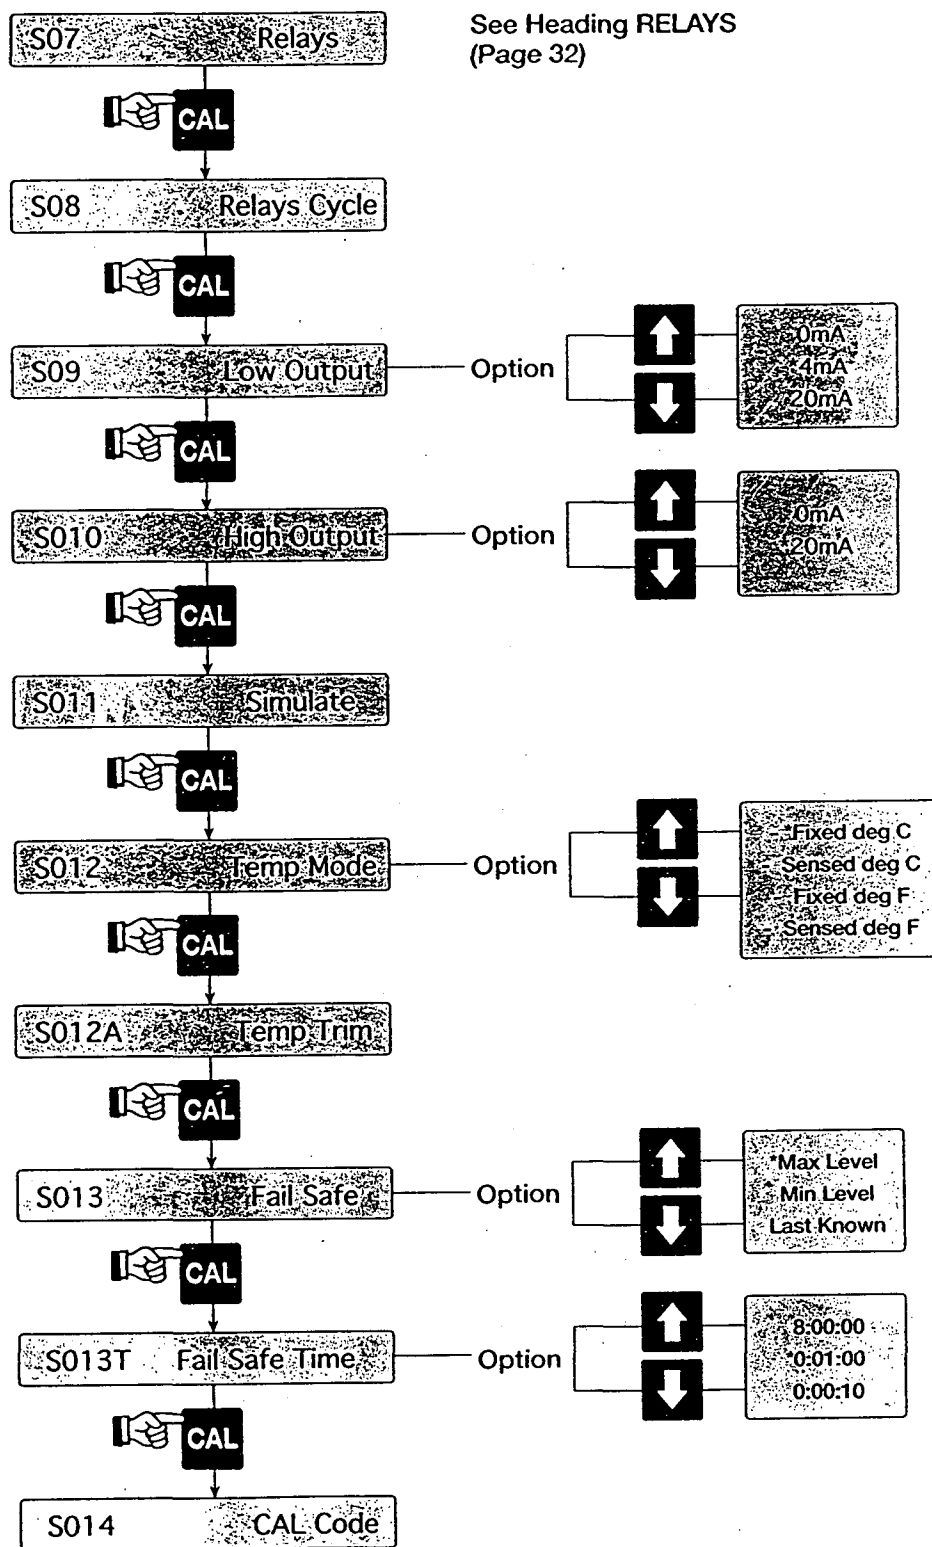 S07 Relays
See Heading RELAYS
(Page 32)
CAL
S08 Relays Cycle
CAL
S09 Low Output
Option
0mA
4mA
20mA
CAL
S010 High Output
Option
0mA
20mA
CAL
S011 Simulate
CAL
S012 Temp Mode
Option
*Fixed deg C
- Sensed deg C
- Fixed deg F
- Sensed deg F
CAL
S012A Temp Trim
CAL
S013 Fail Safe
Option
*Max Level
Min Level
Last Known
CAL
S013T Fail Safe Time
Option
8:00:00
*0:01:00
0:00:10
CAL
S014 CAL Code